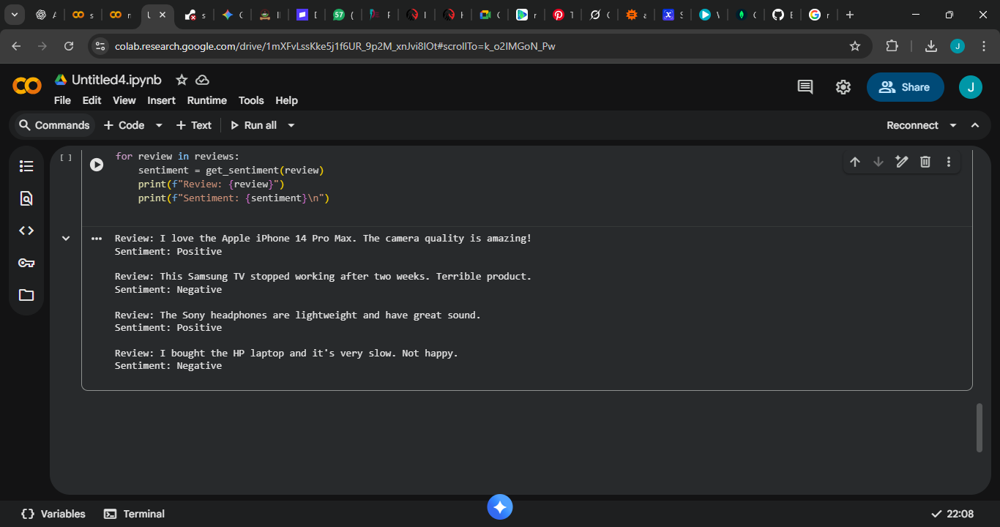 57
colab.research.google.com/drive/1mXFvLssKke5j1f6UR_9p2M_xnJvi8lOt#scrollTo=k_o2IMGoN_Pw
J
Untitled4.ipynb
File Edit View Insert Runtime Tools Help
Share
J
Commands + Code + Text Run all
Reconnect
[ ]
for review in reviews:
sentiment = get_sentiment(review)
print(f"Review: {review}")
print(f"Sentiment: {sentiment}\n")
Review: I love the Apple iPhone 14 Pro Max. The camera quality is amazing!
Sentiment: Positive
Review: This Samsung TV stopped working after two weeks. Terrible product.
Sentiment: Negative
Review: The Sony headphones are lightweight and have great sound.
Sentiment: Positive
Review: I bought the HP laptop and it's very slow. Not happy.
Sentiment: Negative
{} Variables Terminal
22:08